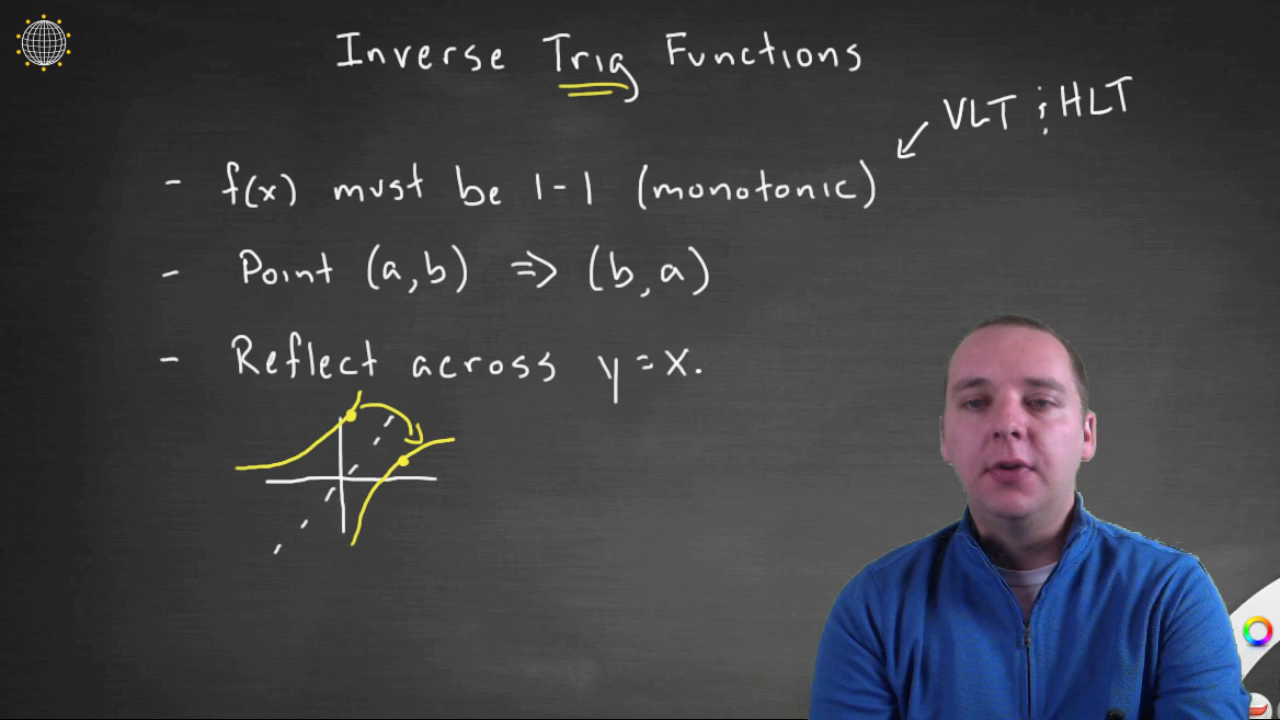 Inverse Trig Functions
VLT & HLT
- f(x) must be 1-1 (monotonic)
- Point (a,b) => (b,a)
- Reflect across y=x.